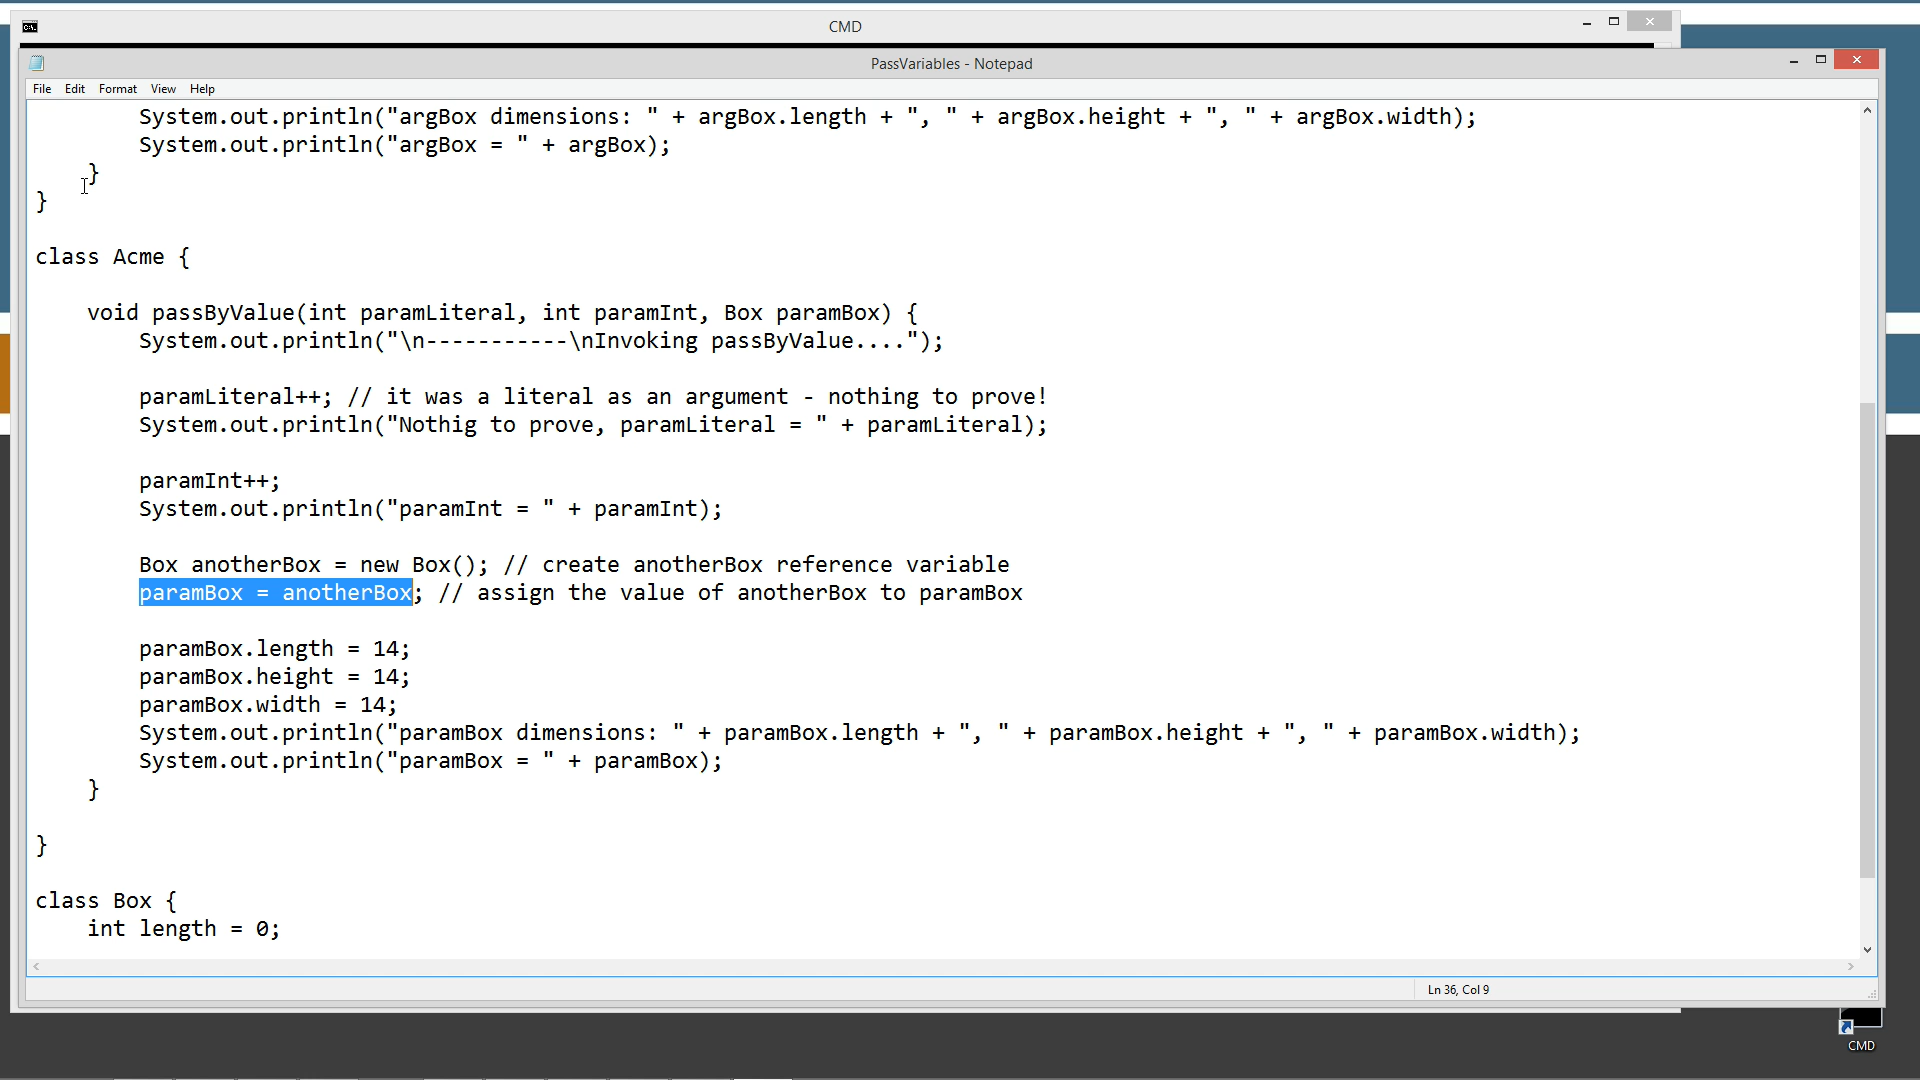 CMD
PassVariables - Notepad
File Edit Format View Help
System.out.println("argBox dimensions: " + argBox.length + ", " + argBox.height + ", " + argBox.width);
System.out.println("argBox = " + argBox);
}
}
class Acme {
void passByValue(int paramLiteral, int paramInt, Box paramBox) {
System.out.println("\n-----------\nInvoking passByValue....");
paramLiteral++; // it was a literal as an argument - nothing to prove!
System.out.println("Nothig to prove, paramLiteral = " + paramLiteral);
paramInt++;
System.out.println("paramInt = " + paramInt);
Box anotherBox = new Box(); // create anotherBox reference variable
paramBox = anotherBox; // assign the value of anotherBox to paramBox
paramBox.length = 14;
paramBox.height = 14;
paramBox.width = 14;
System.out.println("paramBox dimensions: " + paramBox.length + ", " + paramBox.height + ", " + paramBox.width);
System.out.println("paramBox = " + paramBox);
}
}
class Box {
int length = 0;
Ln 36, Col 9
CMD